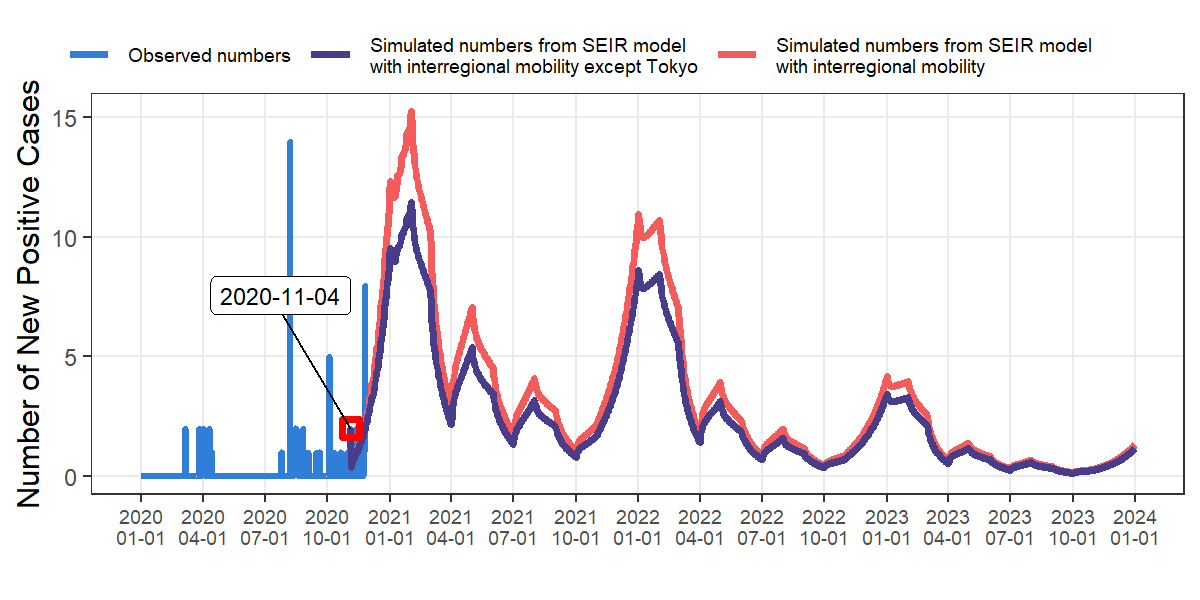 Observed numbers
Simulated numbers from SEIR model
with interregional mobility except Tokyo
Simulated numbers from SEIR model
with interregional mobility
Number of New Positive Cases
15
10
5
0
2020-11-04
2020 2020 2020 2020 2021 2021 2021 2021 2022 2022 2022 2022 2023 2023 2023 2023 2024
01-01 04-01 07-01 10-01 01-01 04-01 07-01 10-01 01-01 04-01 07-01 10-01 01-01 04-01 07-01 10-01 01-01